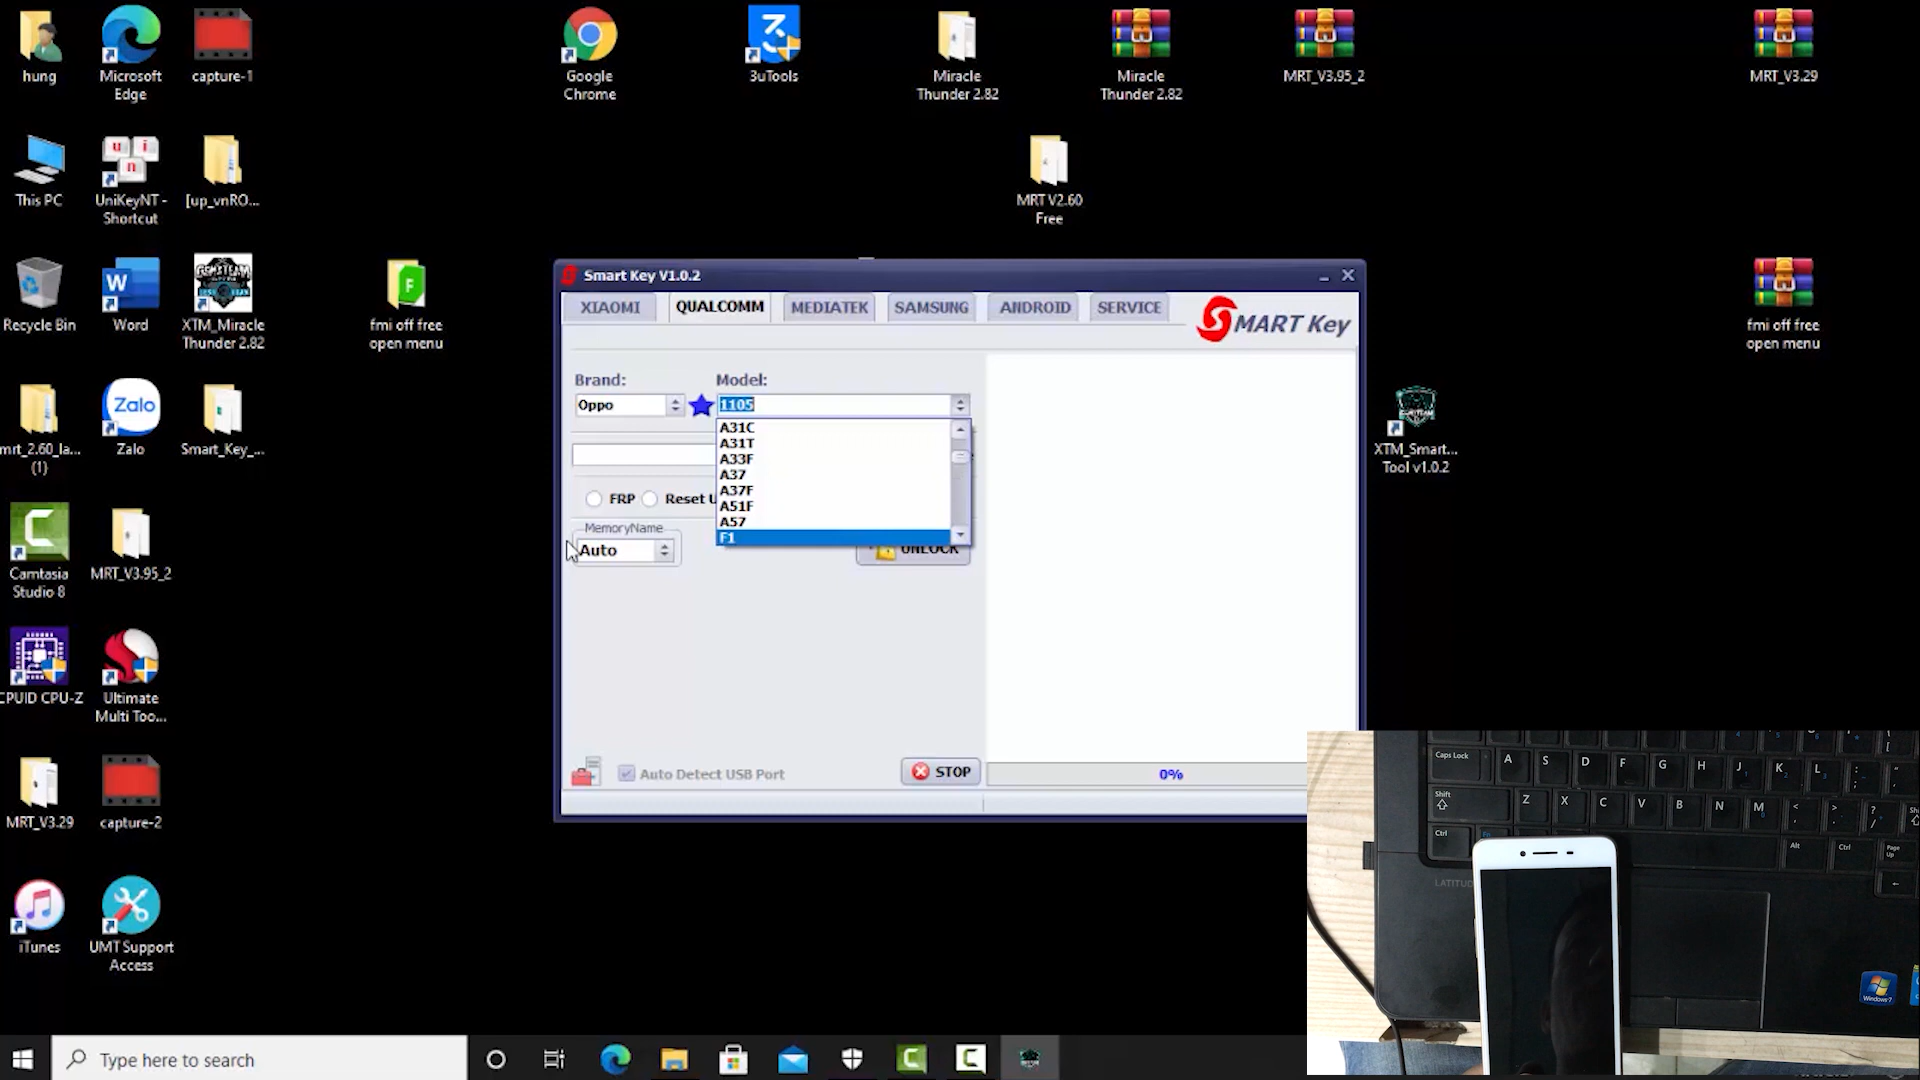 hung
Microsoft
Edge
capture-1
Google
Chrome
3uTools
Miracle
Thunder 2.82
Miracle
Thunder 2.82
MRT_V3.95_2
MRT_V3.29
This PC
UniKeyNT -
Shortcut
[up_vnRO...
MRT V2.60
Free
Recycle Bin
Word
XTM_Miracle
Thunder 2.82
fmi off free
open menu
fmi off free
open menu
mrt_2.60_la...
(1)
Zalo
Zalo
Smart_Key_...
XTM_Smart...
Tool v1.0.2
Camtasia
Studio 8
MRT_V3.95_2
CPUID CPU-Z
Ultimate
Multi Too...
MRT_V3.29
capture-2
iTunes
UMT Support
Access
Smart Key V1.0.2
XIAOMI
QUALCOMM
MEDIATEK
SAMSUNG
ANDROID
SERVICE
SMART Key
Brand:
Model:
Oppo
1105
A31C
A31T
A33F
A37
A37F
A51F
A57
F1
FRP
Reset U
MemoryName
Auto
UNLOCK
Auto Detect USB Port
STOP
0%
Type here to search
Caps Lock
A S D F G H J K L
Shift
Z X C V B N M
Ctrl
Fn
Alt
Ctrl
Page
Up
Windows 7